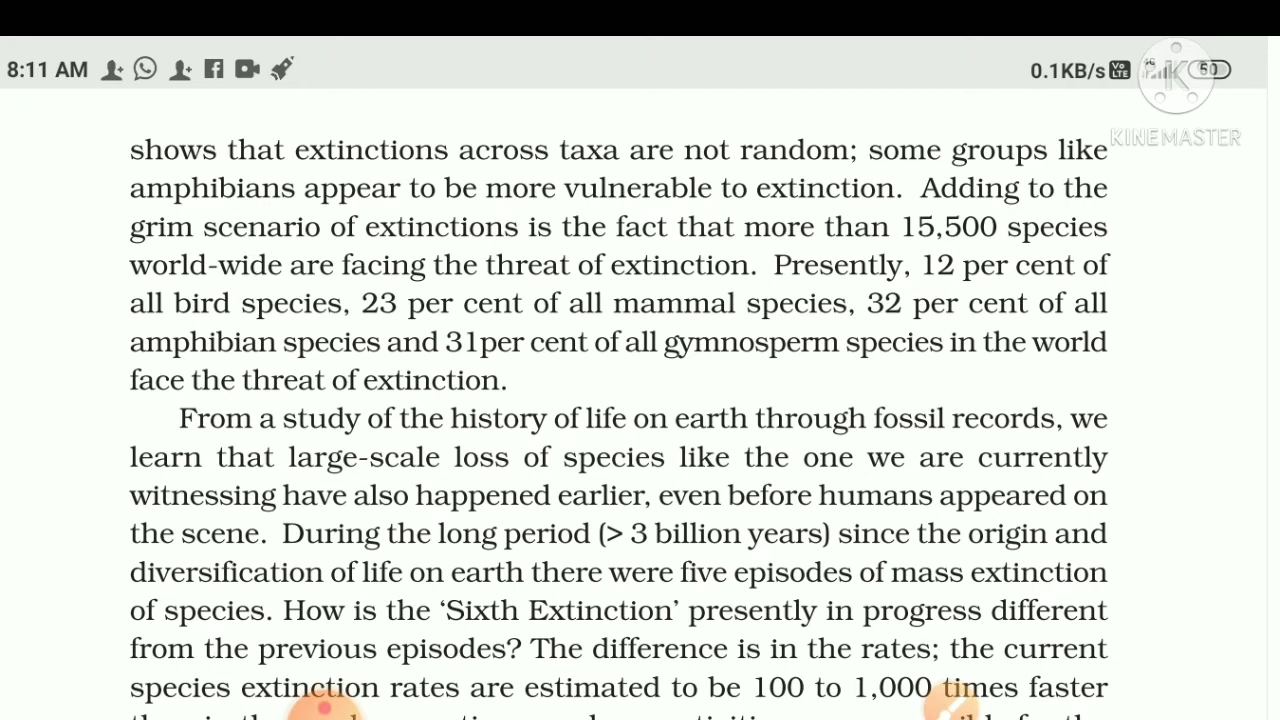 8:11 AM
0.1KB/s Vo LTE 4G 50
K
KINEMASTER
shows that extinctions across taxa are not random; some groups like
amphibians appear to be more vulnerable to extinction. Adding to the
grim scenario of extinctions is the fact that more than 15,500 species
world-wide are facing the threat of extinction. Presently, 12 per cent of
all bird species, 23 per cent of all mammal species, 32 per cent of all
amphibian species and 31per cent of all gymnosperm species in the world
face the threat of extinction.
From a study of the history of life on earth through fossil records, we
learn that large-scale loss of species like the one we are currently
witnessing have also happened earlier, even before humans appeared on
the scene. During the long period (> 3 billion years) since the origin and
diversification of life on earth there were five episodes of mass extinction
of species. How is the ‘Sixth Extinction’ presently in progress different
from the previous episodes? The difference is in the rates; the current
species extinction rates are estimated to be 100 to 1,000 times faster